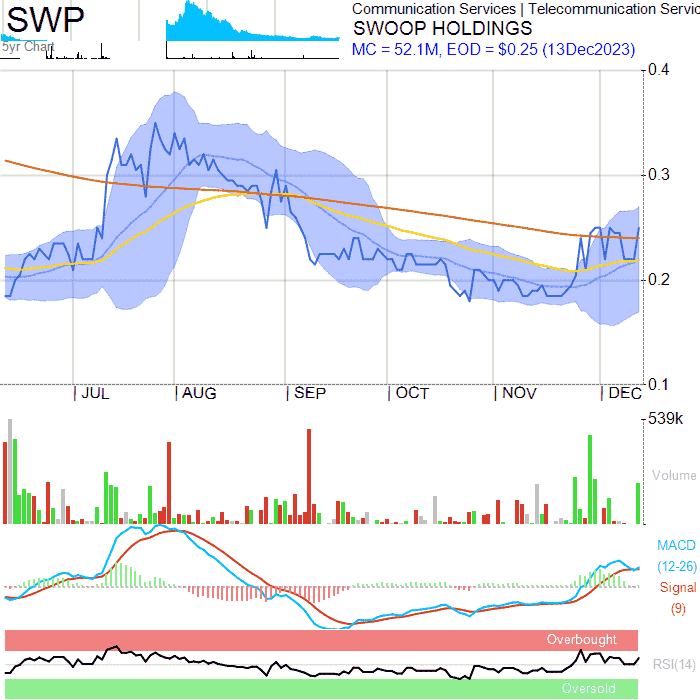 SWP
5yr Chart
Communication Services | Telecommunication Servic
SWOOP HOLDINGS
MC = 52.1M, EOD = $0.25 (13Dec2023)
0.4
0.3
0.2
0.1
| JUL | AUG | SEP | OCT | NOV | DEC
539k
Volume
MACD
(12-26)
Signal
(9)
Overbought
RSI(14)
Oversold